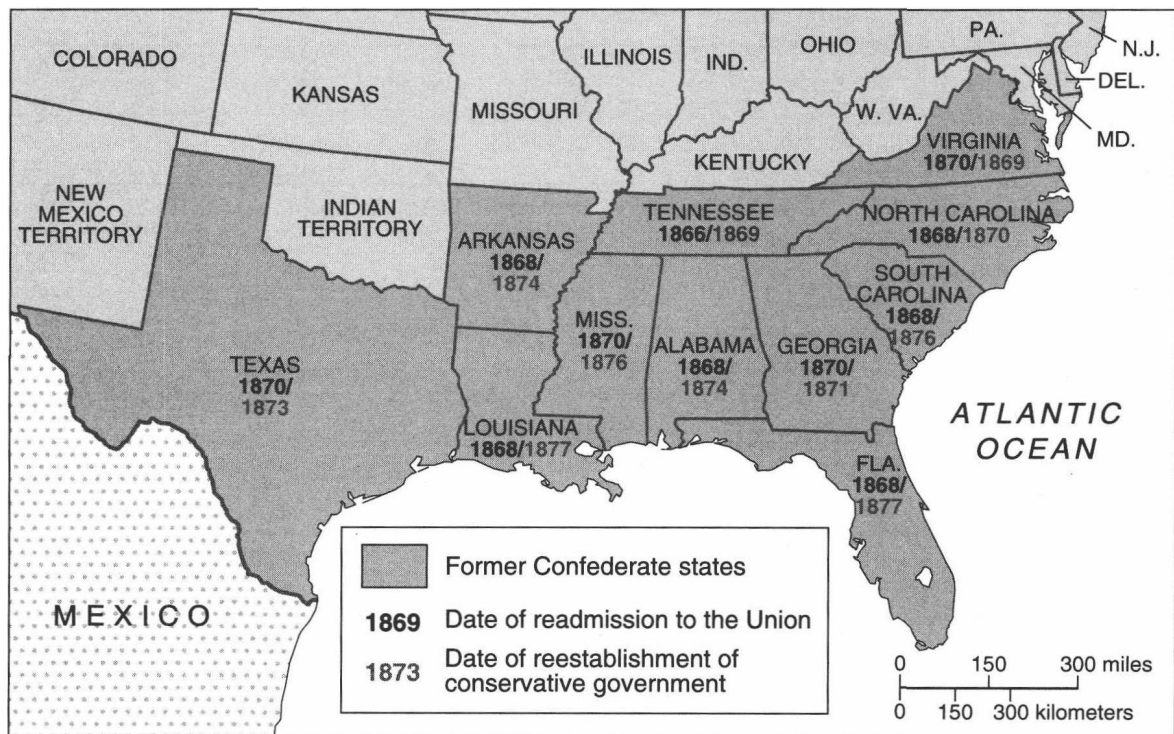 COLORADO
KANSAS
MISSOURI
ILLINOIS
IND.
OHIO
PA.
N.J.
DEL.
MD.
W. VA.
VIRGINIA
1870/1869
KENTUCKY
NEW
MEXICO
TERRITORY
INDIAN
TERRITORY
ARKANSAS
1868/
1874
TENNESSEE
1866/1869
NORTH CAROLINA
1868/1870
SOUTH
CAROLINA
1868/
1876
TEXAS
1870/
1873
MISS.
1870/
1876
ALABAMA
1868/
1874
GEORGIA
1870/
1871
LOUISIANA
1868/1877
FLA.
1868/
1877
ATLANTIC
OCEAN
MEXICO
Former Confederate states
1869 Date of readmission to the Union
1873 Date of reestablishment of
conservative government
0 150 300 miles
0 150 300 kilometers